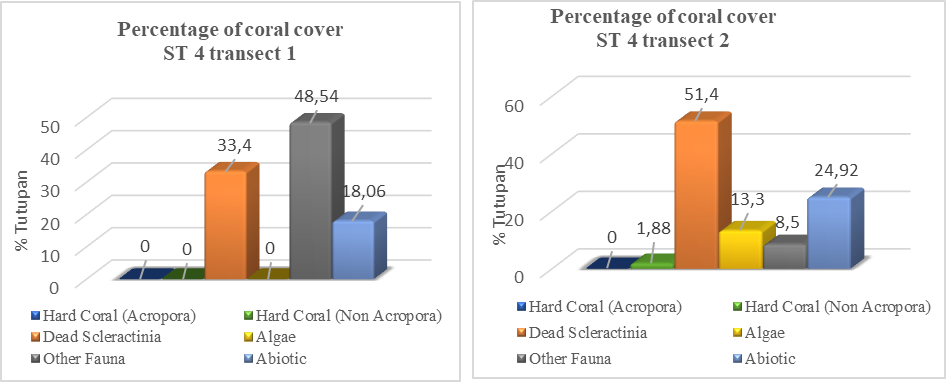 Percentage of coral cover
ST 4 transect 1
% Tutupan
50
40
30
20
10
0
0
0
33,4
0
48,54
18,06
Hard Coral (Acropora)
Hard Coral (Non Acropora)
Dead Scleractinia
Algae
Other Fauna
Abiotic
Percentage of coral cover
ST 4 transect 2
% Tutupan
60
40
20
0
0
1,88
51,4
13,3
8,5
24,92
Hard Coral (Acropora)
Hard Coral (Non Acropora)
Dead Scleractinia
Algae
Other Fauna
Abiotic